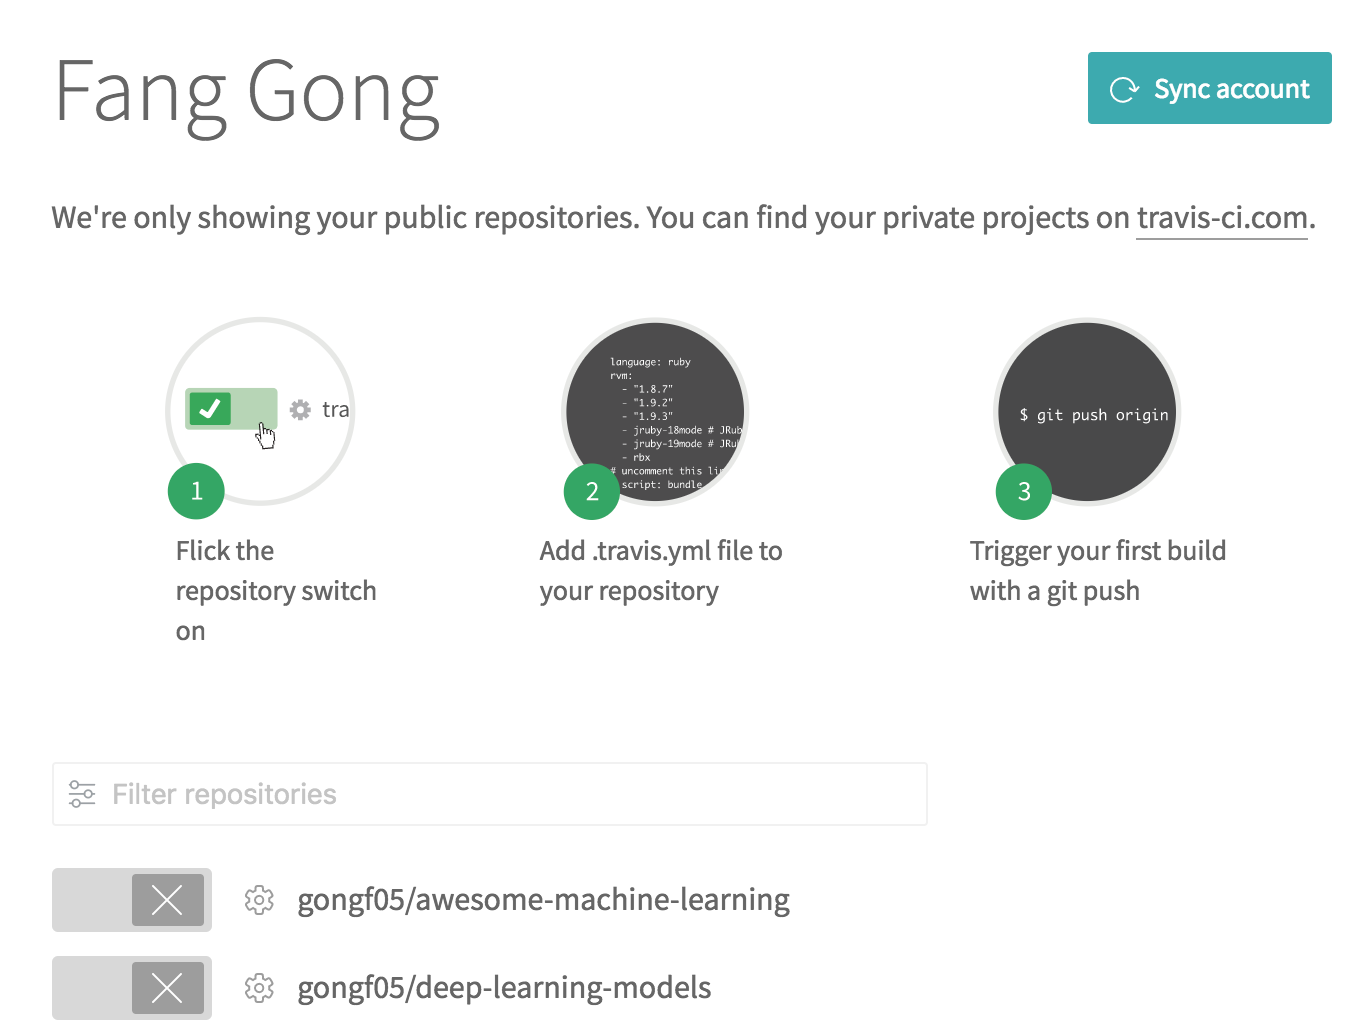 Fang Gong
Sync account
We're only showing your public repositories. You can find your private projects on travis-ci.com.
tra
language: ruby
rvm:
- "1.8.7"
- "1.9.2"
- "1.9.3"
- jruby-18mode # JRub
- jruby-19mode # JRu
- rbx
# uncomment this li
script: bundle
$ git push origin
1
2
3
Flick the
repository switch
on
Add .travis.yml file to
your repository
Trigger your first build
with a git push
Filter repositories
gongf05/awesome-machine-learning
gongf05/deep-learning-models